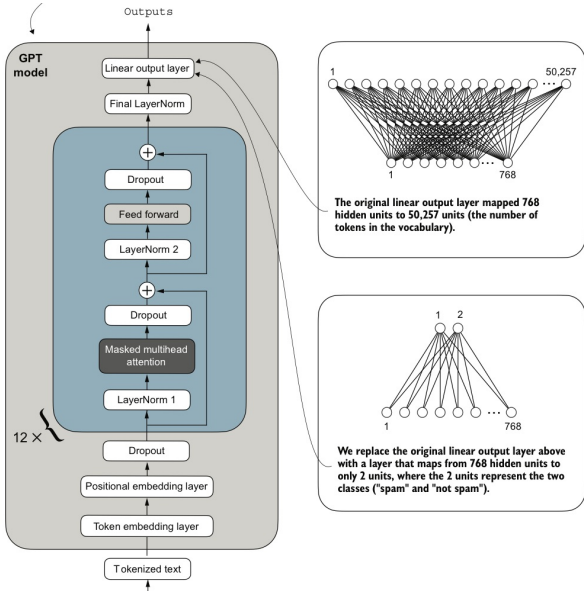 Outputs
GPT
model
Linear output layer
Final LayerNorm
Dropout
Feed forward
LayerNorm 2
Dropout
Masked multihead
attention
LayerNorm 1
12 ×
Dropout
Positional embedding layer
Token embedding layer
Tokenized text
1 50,257
...
...
1 768
The original linear output layer mapped 768
hidden units to 50,257 units (the number of
tokens in the vocabulary).
1 2
...
1 768
We replace the original linear output layer above
with a layer that maps from 768 hidden units to
only 2 units, where the 2 units represent the two
classes ("spam" and "not spam").